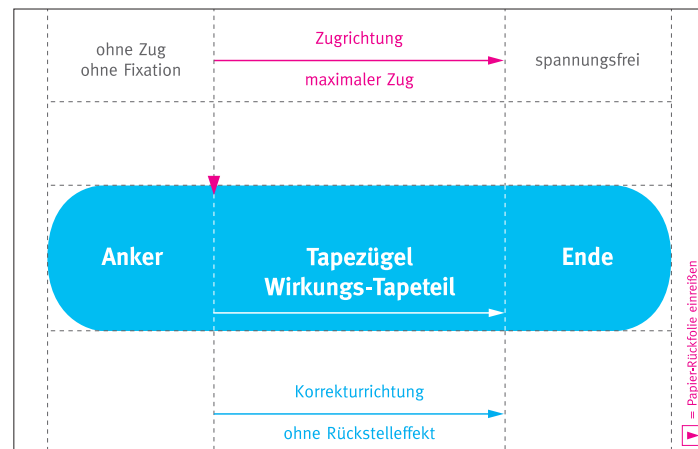 ohne Zug
ohne Fixation
Zugrichtung
maximaler Zug
spannungsfrei
Anker
Tapezügel
Wirkungs-Tapeteil
Ende
Korrekturrichtung
ohne Rückstelleffekt
= Papier-Rückfolie einreißen